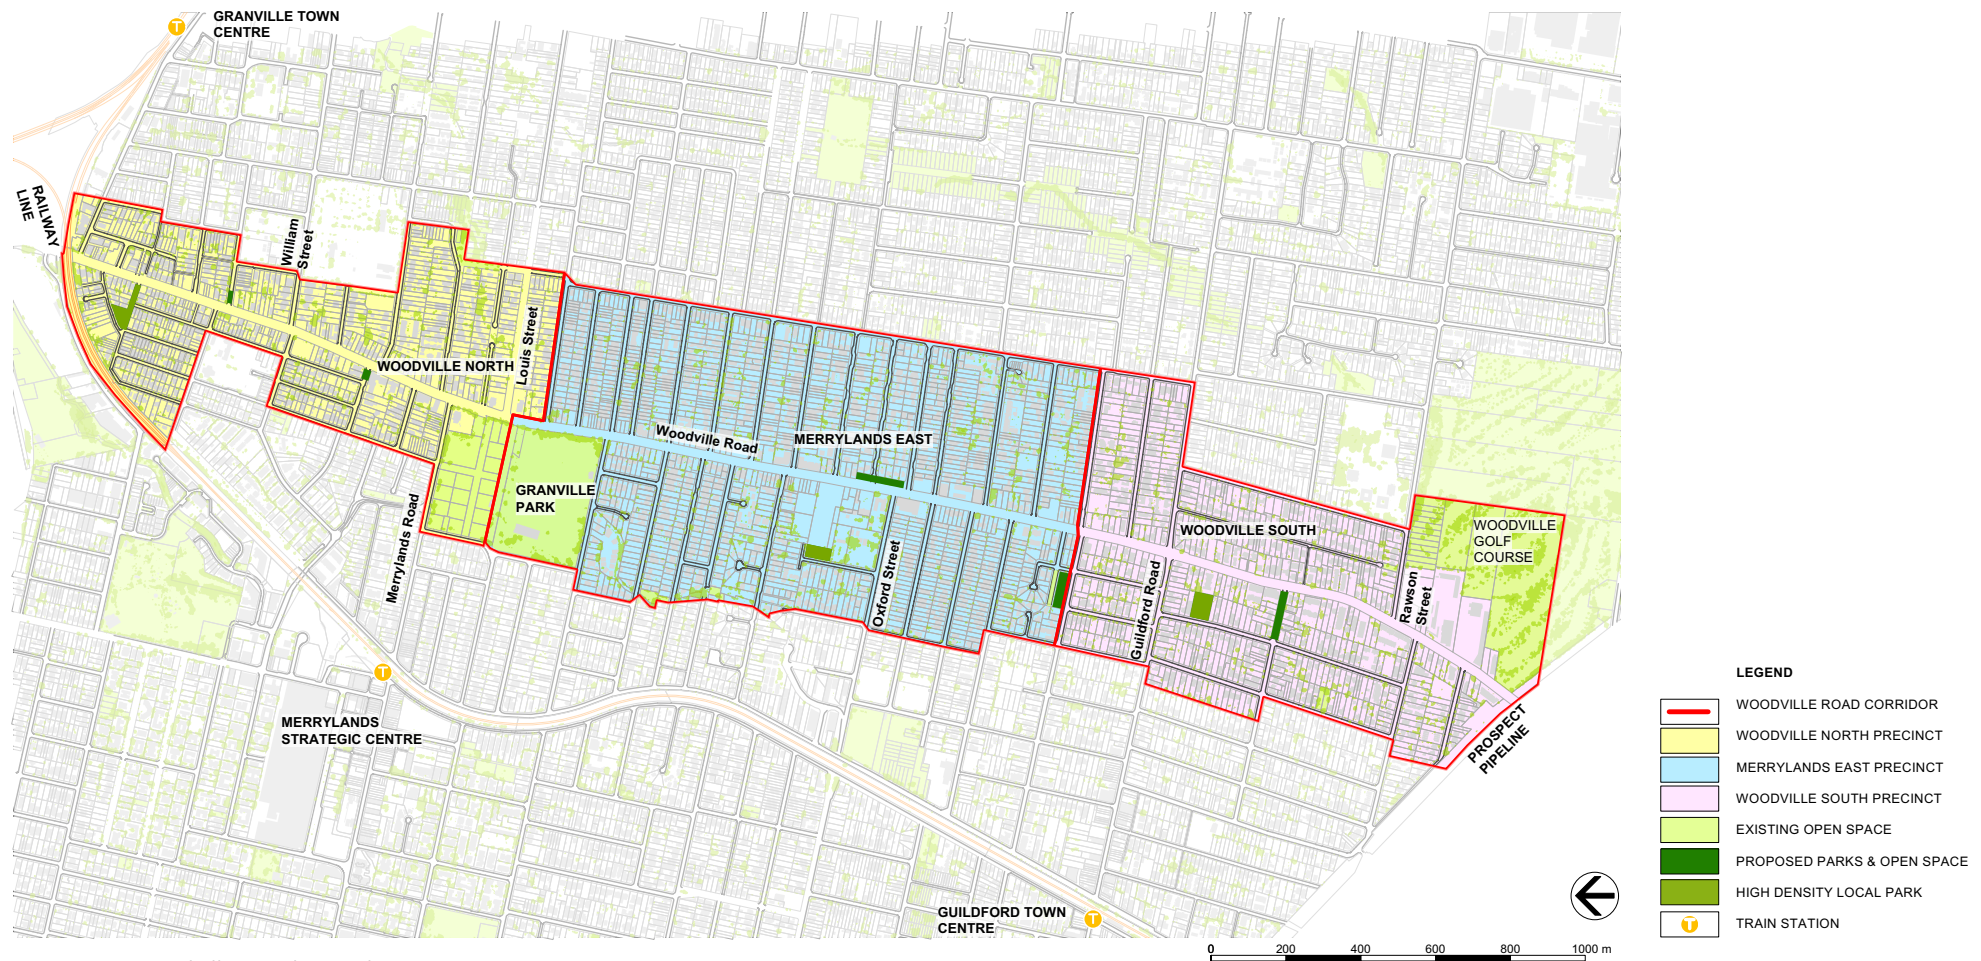 GRANVILLE TOWN
CENTRE
RAILWAY
LINE
William
Street
Louis Street
WOODVILLE NORTH
Woodville Road
MERRYLANDS EAST
GRANVILLE
PARK
Merrylands Road
Oxford Street
WOODVILLE SOUTH
Guildford Road
Rawson
Street
WOODVILLE
GOLF
COURSE
PROSPECT
PIPELINE
MERRYLANDS
STRATEGIC CENTRE
GUILDFORD TOWN
CENTRE
T
T
T
LEGEND
WOODVILLE ROAD CORRIDOR
WOODVILLE NORTH PRECINCT
MERRYLANDS EAST PRECINCT
WOODVILLE SOUTH PRECINCT
EXISTING OPEN SPACE
PROPOSED PARKS & OPEN SPACE
HIGH DENSITY LOCAL PARK
T TRAIN STATION
0 200 400 600 800 1000 m